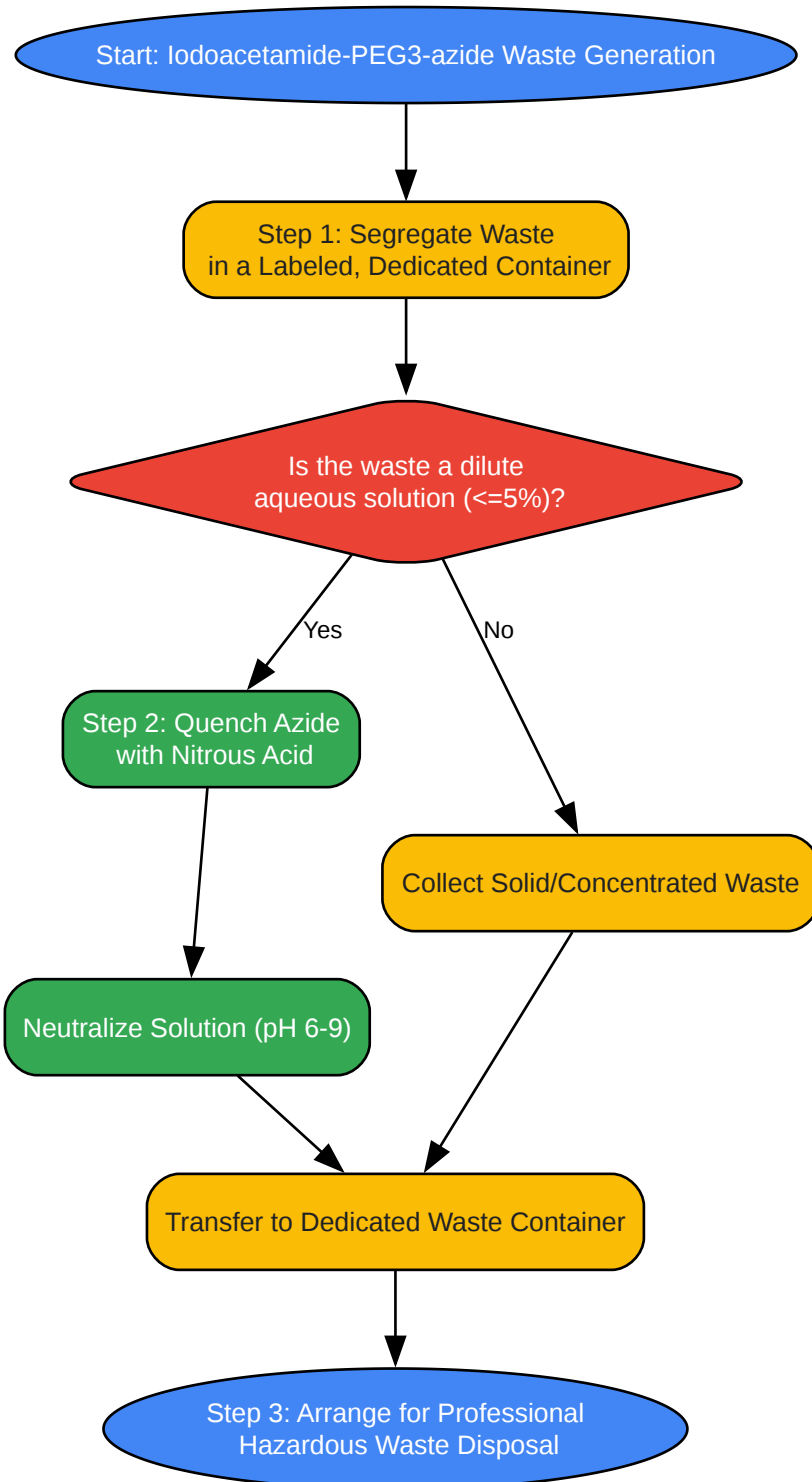 Start: Iodoacetamide-PEG3-azide Waste Generation
Step 1: Segregate Waste
in a Labeled, Dedicated Container
Is the waste a dilute
aqueous solution (<=5%)?
Yes
No
Step 2: Quench Azide
with Nitrous Acid
Collect Solid/Concentrated Waste
Neutralize Solution (pH 6-9)
Transfer to Dedicated Waste Container
Step 3: Arrange for Professional
Hazardous Waste Disposal